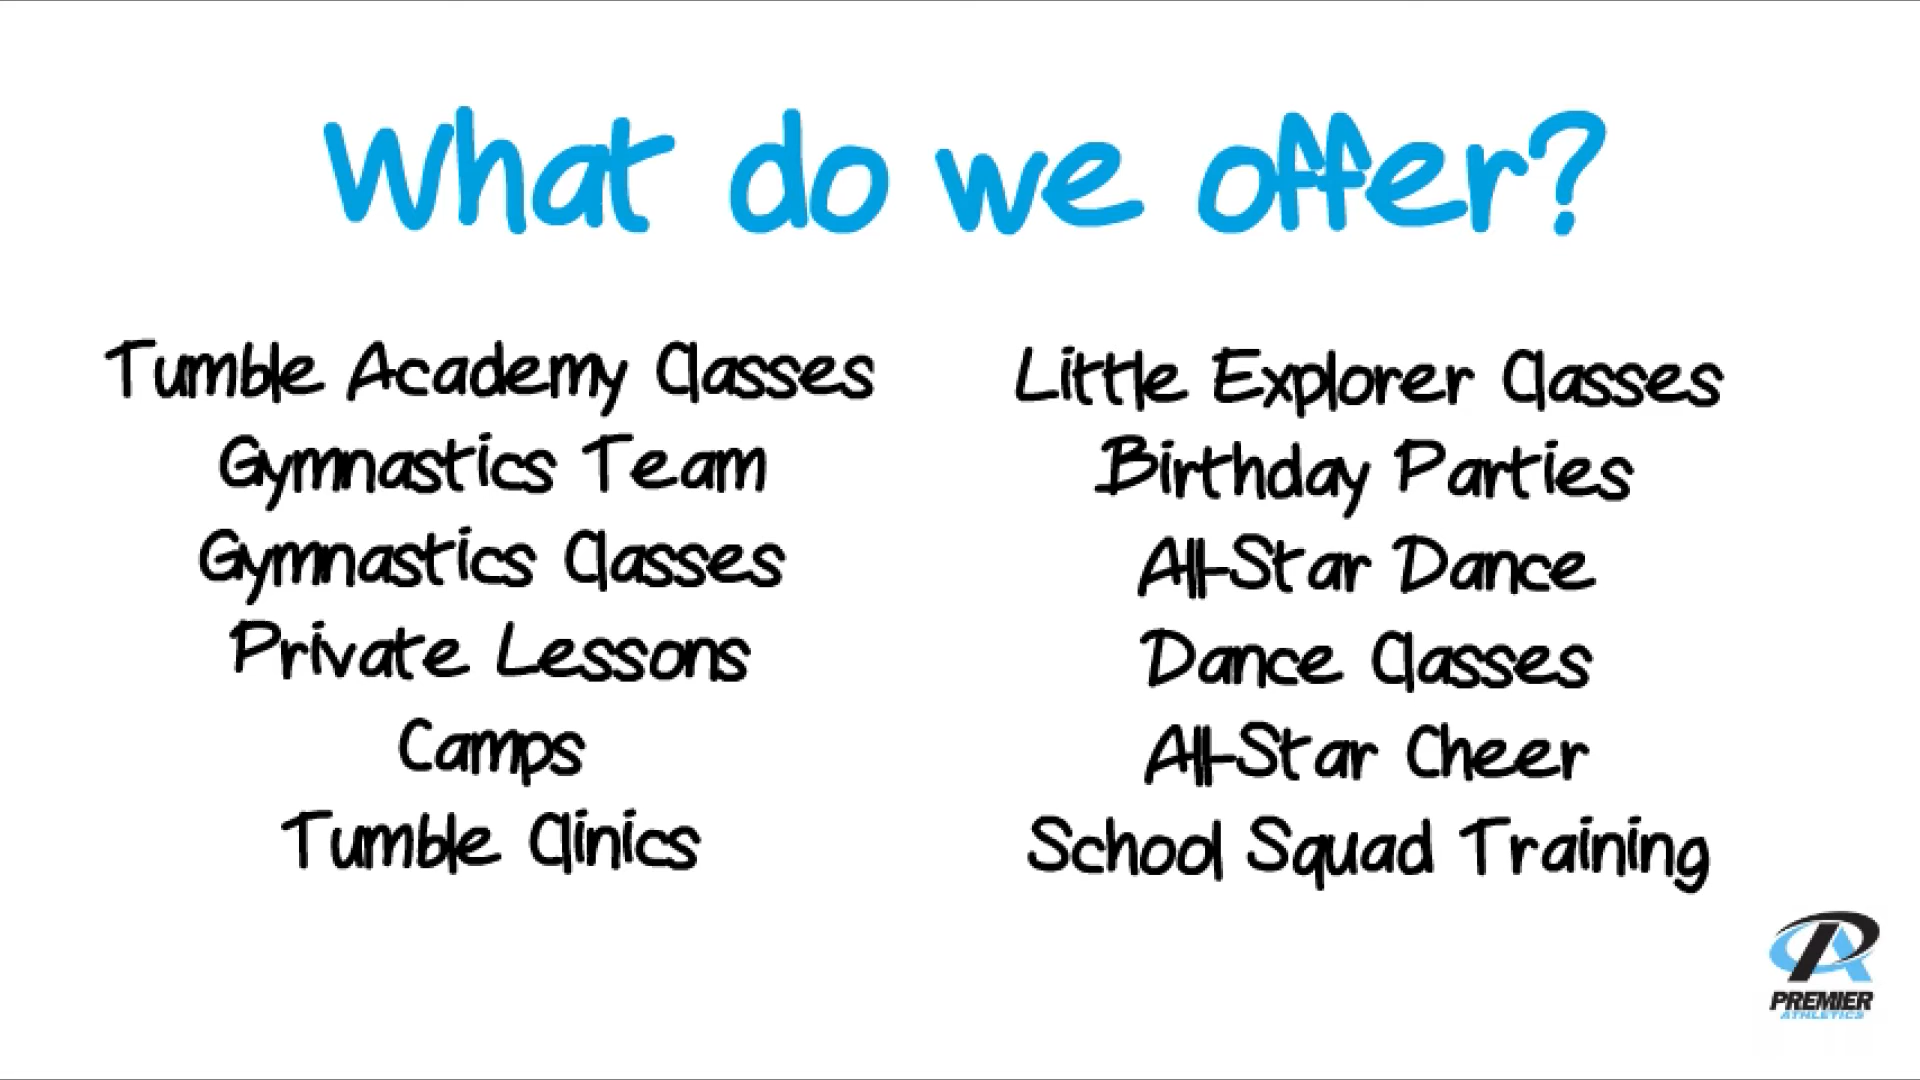 What do we offer?
Tumble Academy Classes
Gymnastics Team
Gymnastics Classes
Private Lessons
Camps
Tumble Clinics
Little Explorer Classes
Birthday Parties
All-Star Dance
Dance Classes
All-Star Cheer
School Squad Training
PREMIER
ATHLETICS